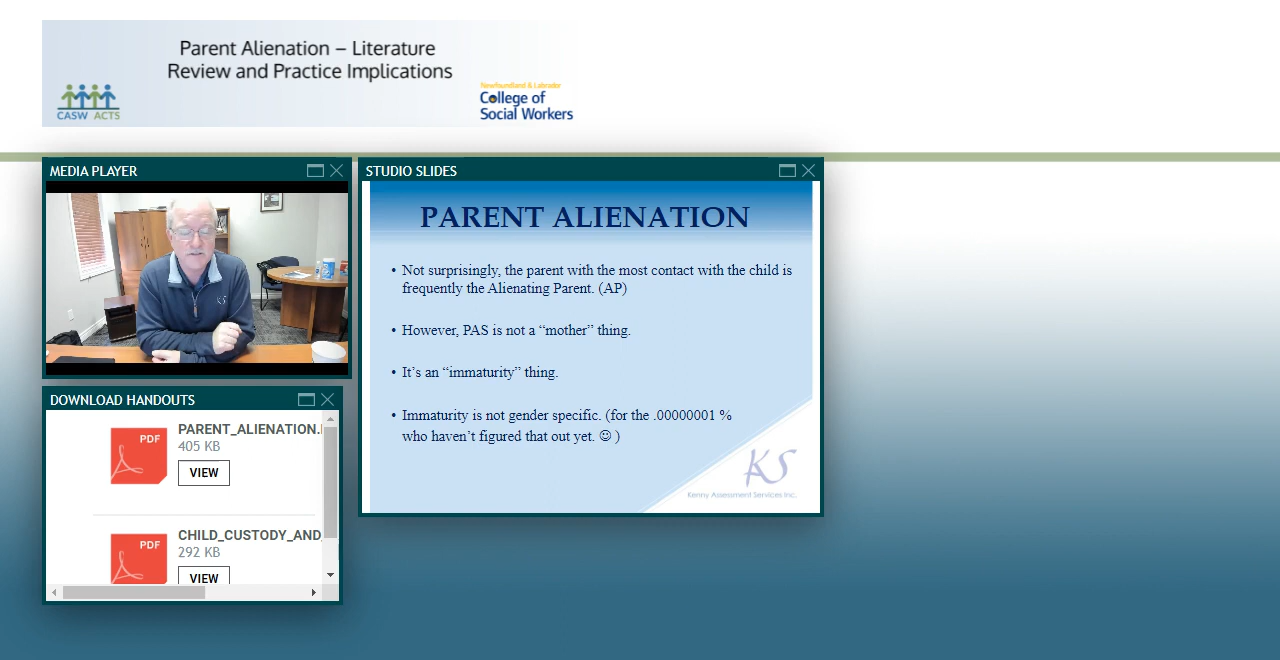 Parent Alienation – Literature
Review and Practice Implications
CASW ACTS
Newfoundland & Labrador
College of
Social Workers
MEDIA PLAYER
KS
STUDIO SLIDES
PARENT ALIENATION
• Not surprisingly, the parent with the most contact with the child is
frequently the Alienating Parent. (AP)
• However, PAS is not a “mother” thing.
• It’s an “immaturity” thing.
• Immaturity is not gender specific. (for the .00000001 %
who haven’t figured that out yet. ☺ )
KS
Kenny Assessment Services Inc.
DOWNLOAD HANDOUTS
PDF
PARENT_ALIENATION.
405 KB
VIEW
PDF
CHILD_CUSTODY_AND
292 KB
VIEW